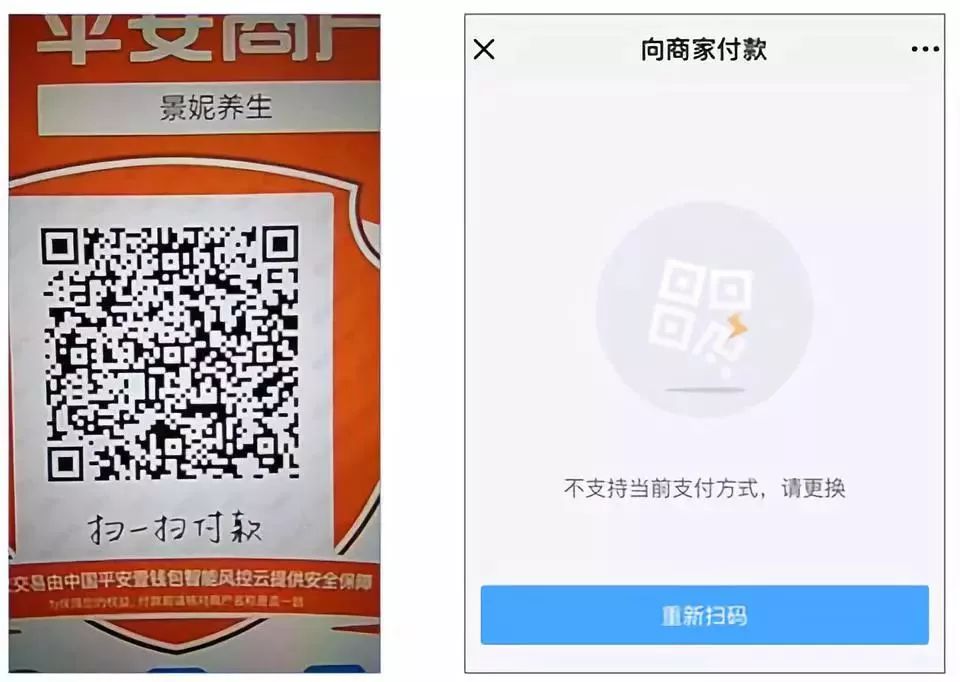 平安商户
景妮养生
扫一扫付款
交易由中国平安壹钱包智能风控云提供安全保障
向商家付款
不支持当前支付方式，请更换
重新扫码